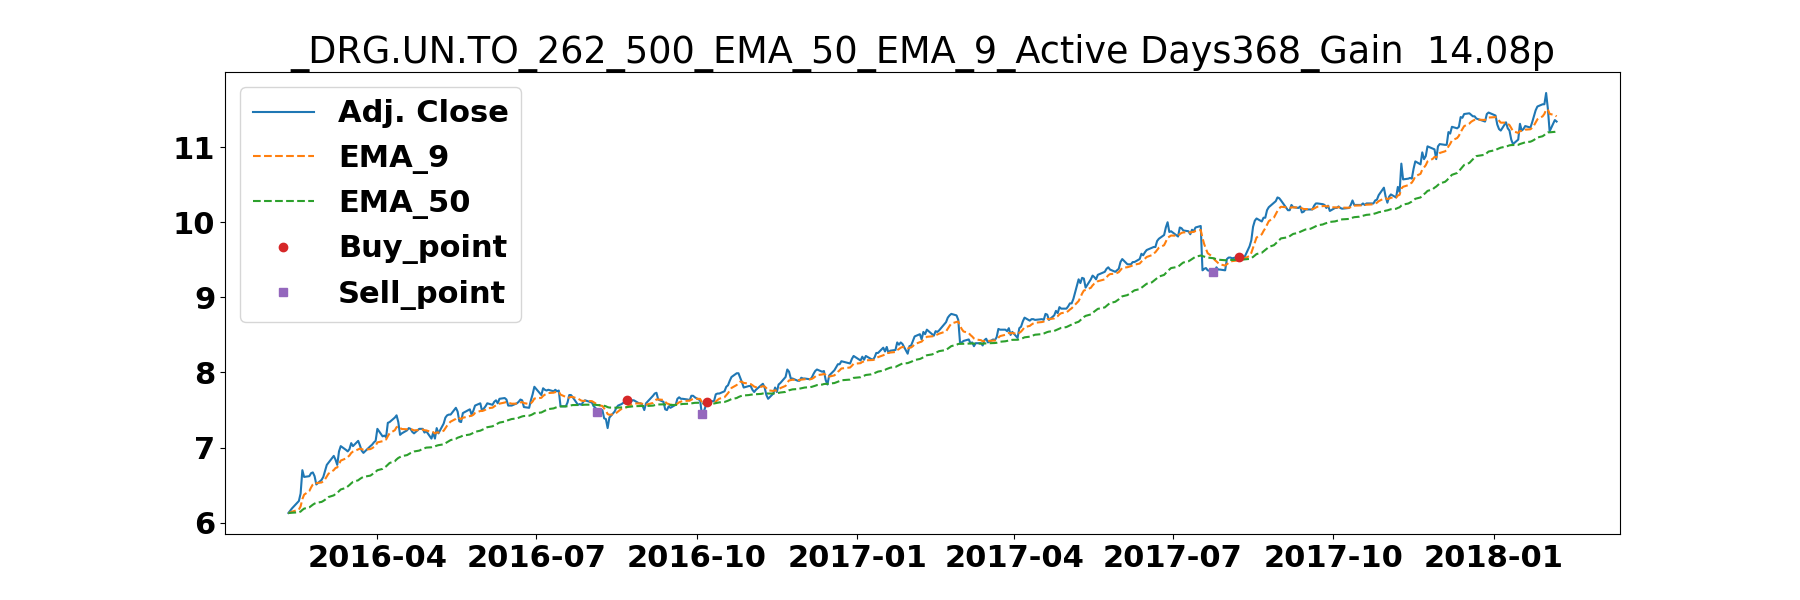 _DRG.UN.TO_262_500_EMA_50_EMA_9_Active Days368_Gain  14.08p
Adj. Close
EMA_9
EMA_50
Buy_point
Sell_point
11
10
9
8
7
6
2016-04 2016-07 2016-10 2017-01 2017-04 2017-07 2017-10 2018-01